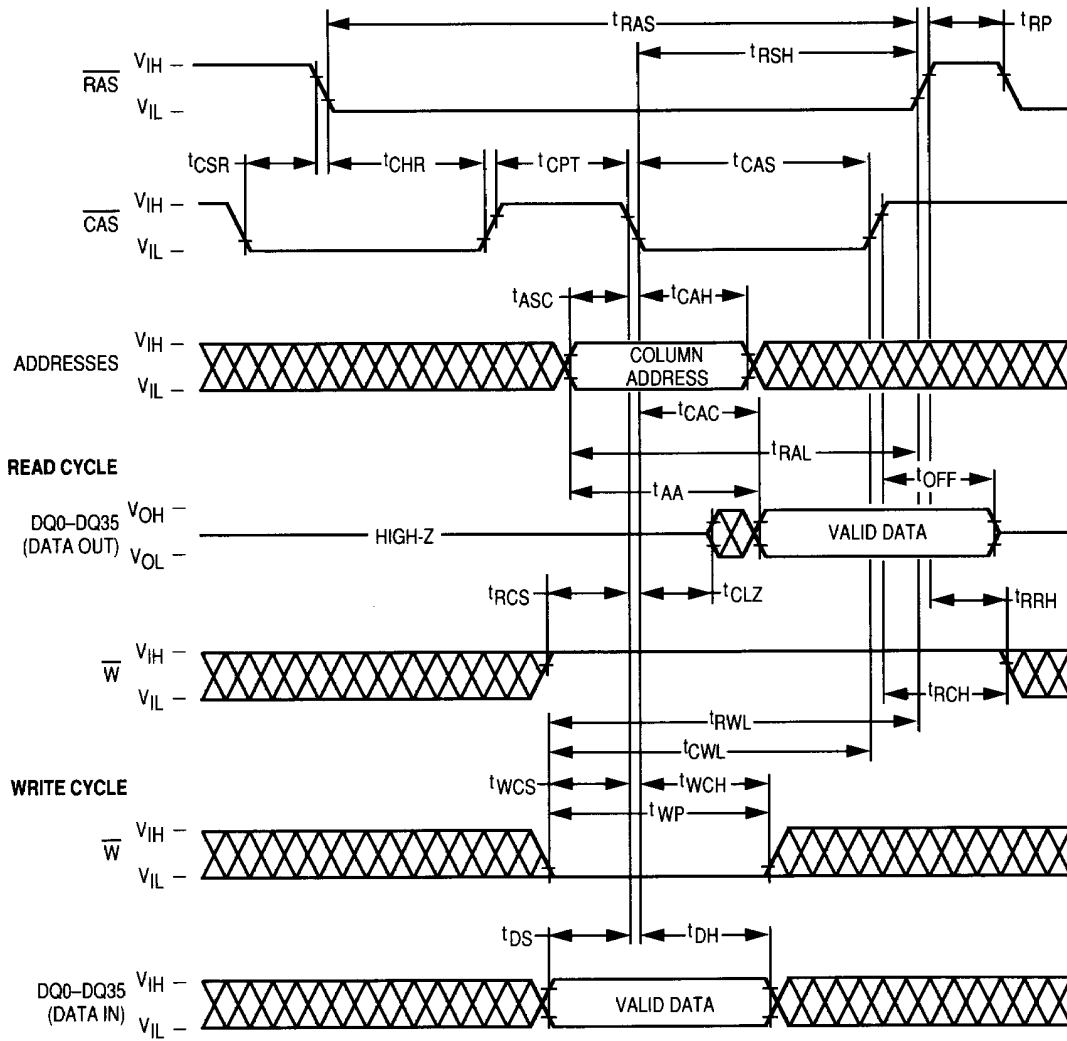 tRAS
tRP
tRSH
VIH
RAS
VIL
tCSR
tCHR
tCPT
tCAS
VIH
CAS
VIL
tASC
tCAH
VIH
ADDRESSES
VIL
COLUMN
ADDRESS
tCAC
tRAL
READ CYCLE
tOFF
tAA
VOH
DQ0–DQ35
(DATA OUT)
VOL
HIGH-Z
VALID DATA
tRCS
tCLZ
tRRH
VIH
W
VIL
tRCH
tRWL
tCWL
WRITE CYCLE
tWCS
tWCH
tWP
VIH
W
VIL
tDS
tDH
VIH
DQ0–DQ35
(DATA IN)
VIL
VALID DATA